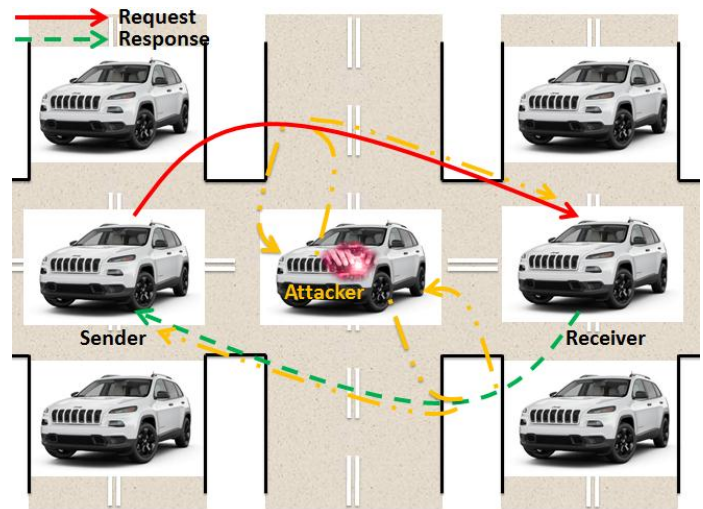 Request
Response
Attacker
Sender
Receiver